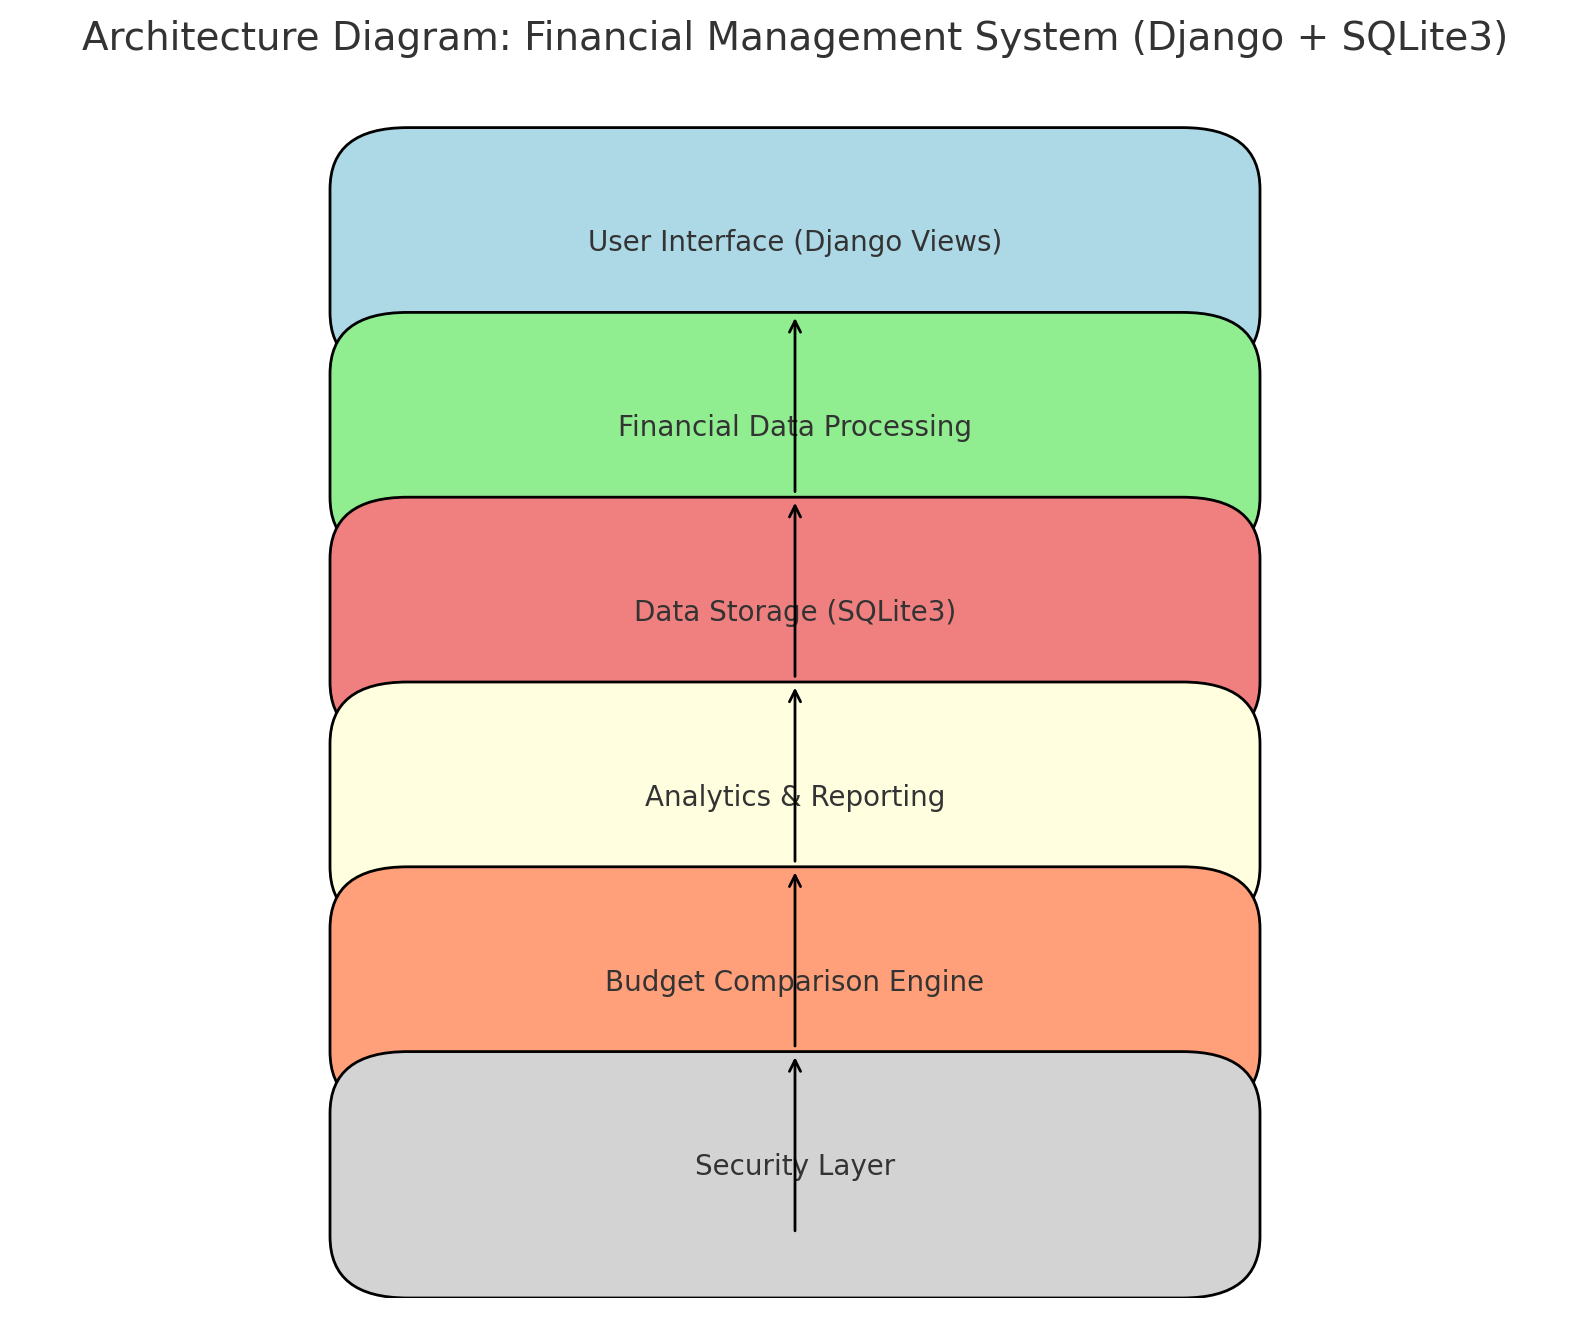 Architecture Diagram: Financial Management System (Django + SQLite3)
User Interface (Django Views)
Financial Data Processing
Data Storage (SQLite3)
Analytics & Reporting
Budget Comparison Engine
Security Layer